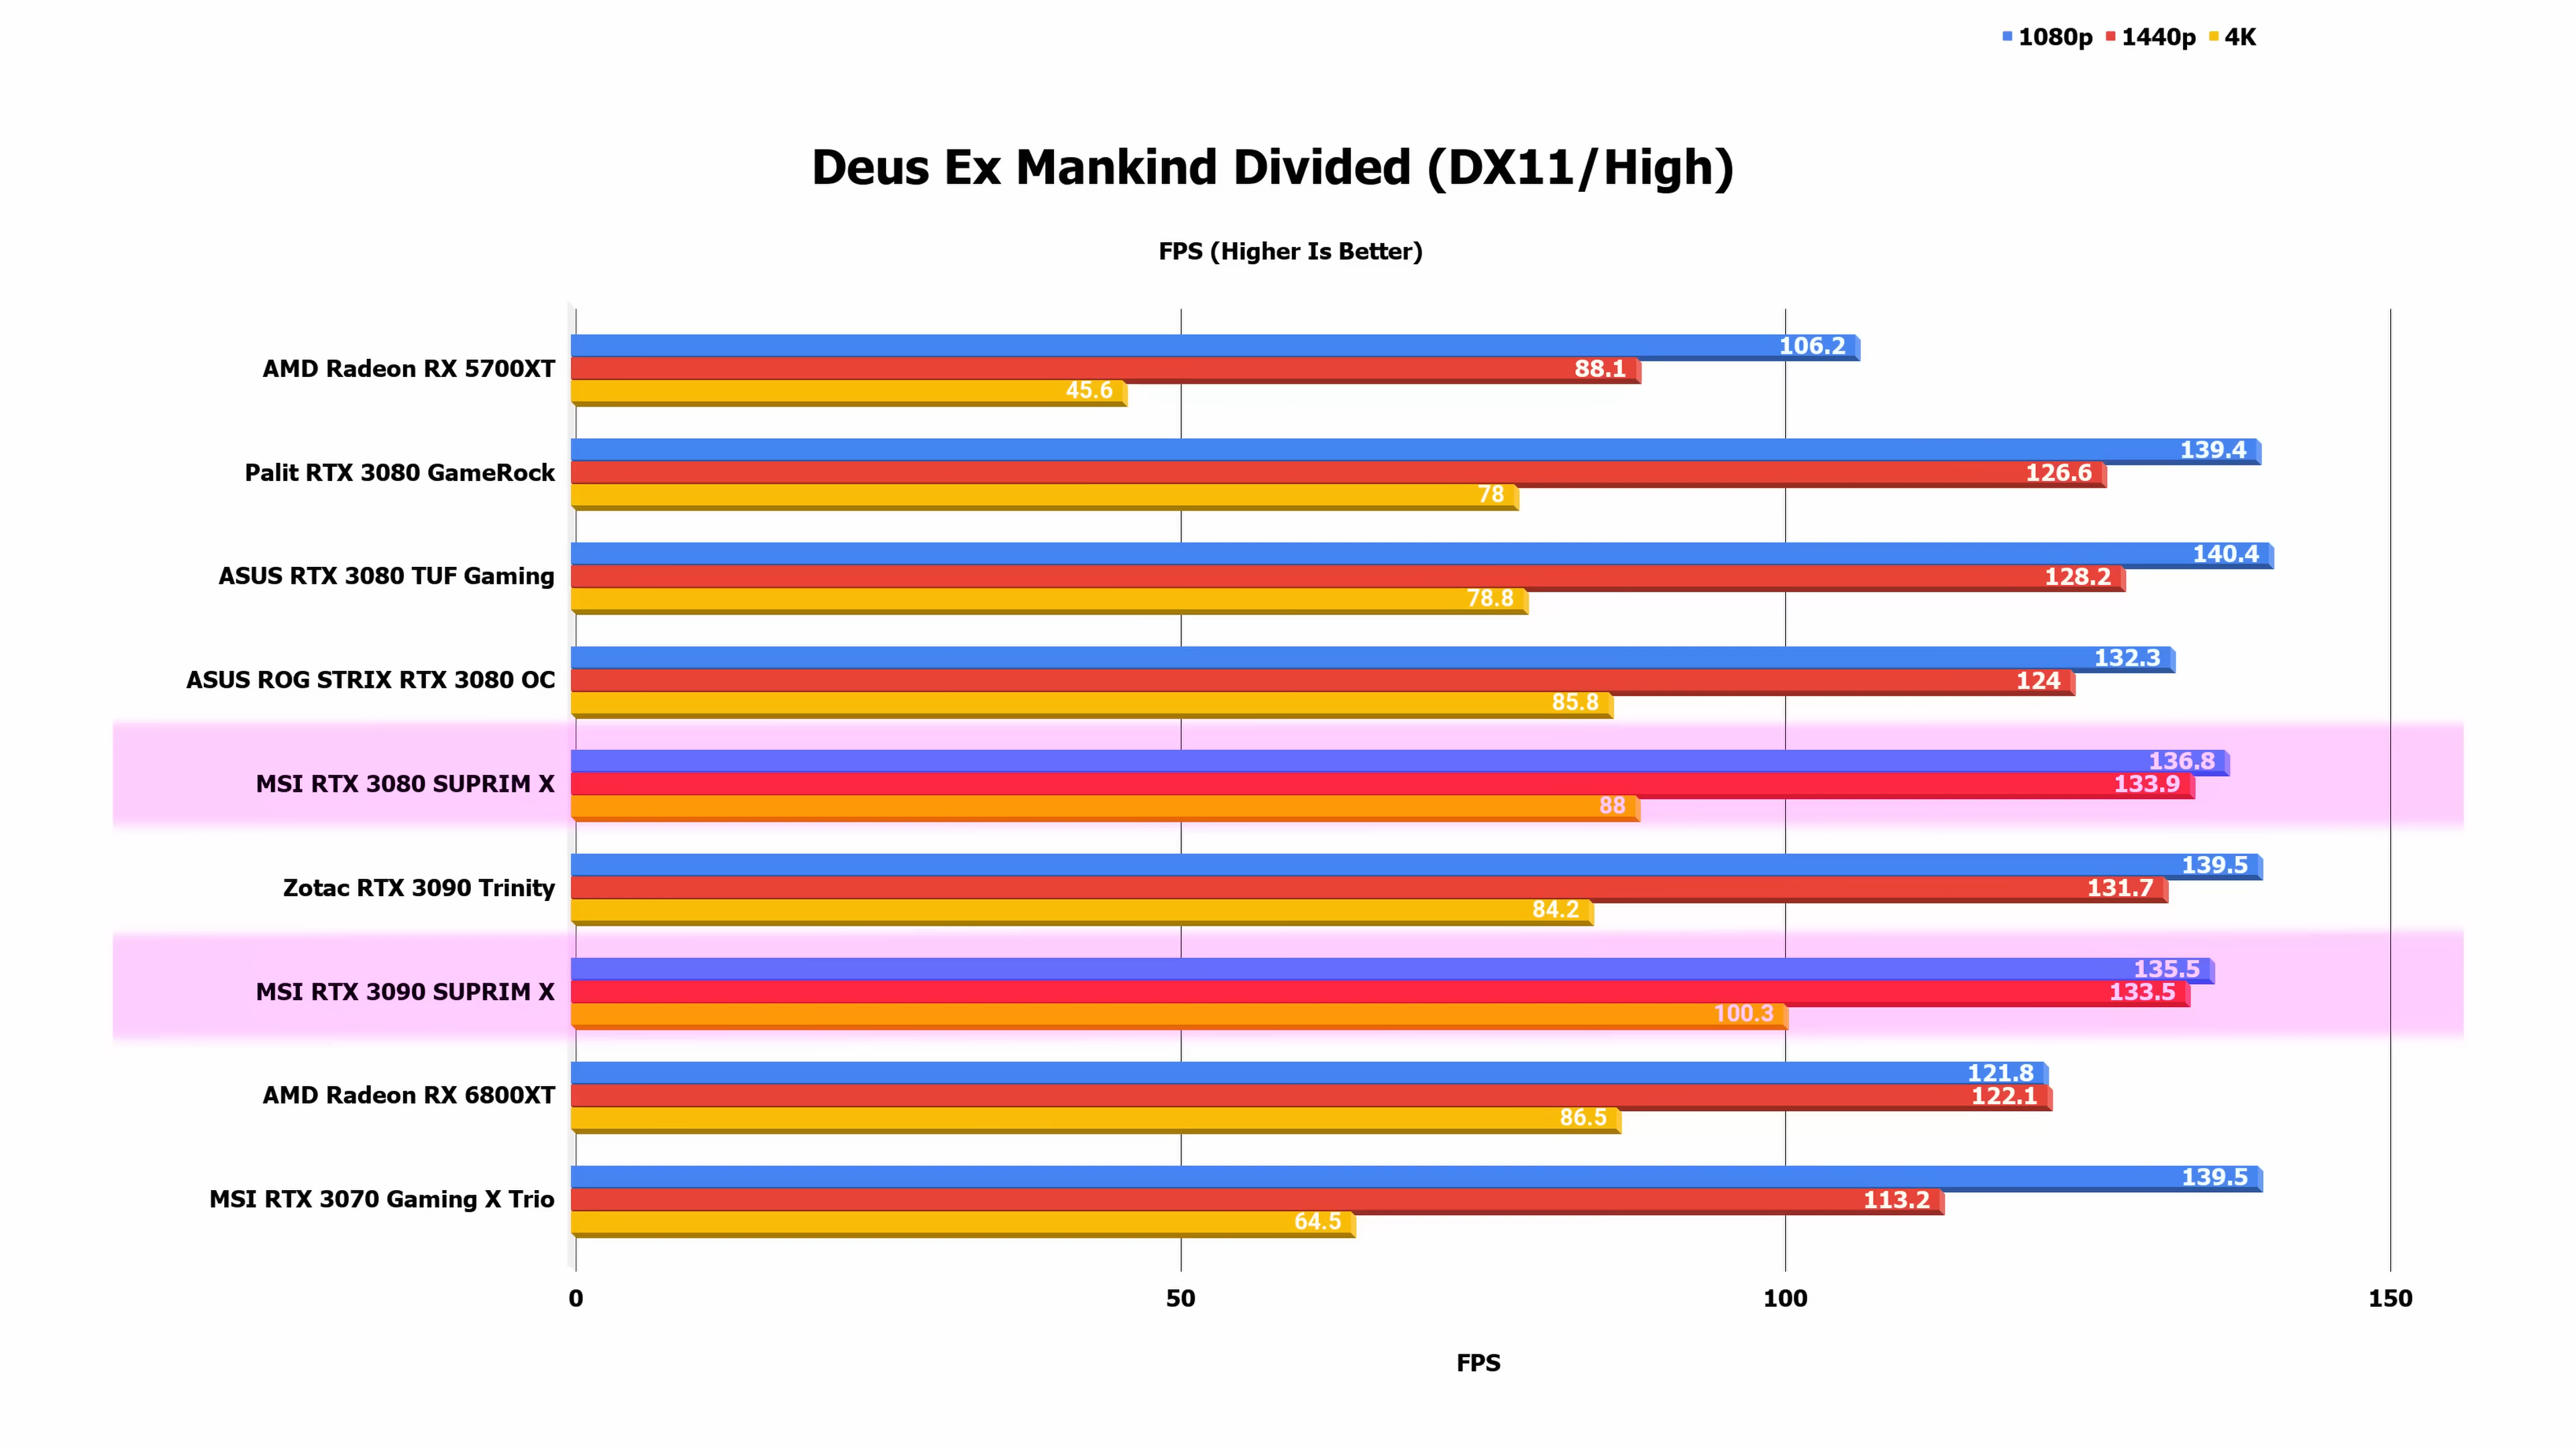 1080p 1440p 4K
Deus Ex Mankind Divided (DX11/High)
FPS (Higher Is Better)
AMD Radeon RX 5700XT
106.2
88.1
45.6
Palit RTX 3080 GameRock
139.4
126.6
78
ASUS RTX 3080 TUF Gaming
140.4
128.2
78.8
ASUS ROG STRIX RTX 3080 OC
132.3
124
85.8
MSI RTX 3080 SUPRIM X
136.8
133.9
88
Zotac RTX 3090 Trinity
139.5
131.7
84.2
MSI RTX 3090 SUPRIM X
135.5
133.5
100.3
AMD Radeon RX 6800XT
121.8
122.1
86.5
MSI RTX 3070 Gaming X Trio
139.5
113.2
64.5
0 50 100 150
FPS